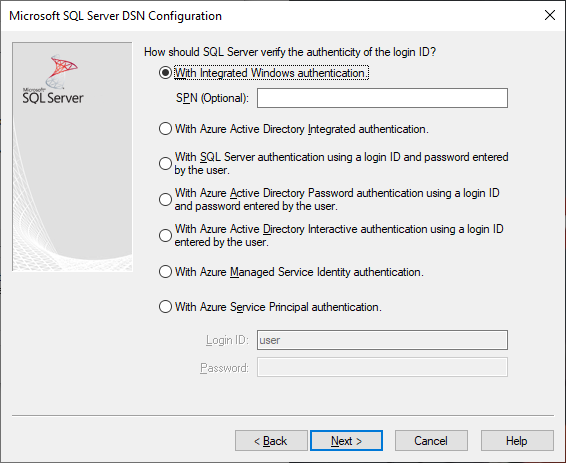 Microsoft SQL Server DSN Configuration
Microsoft
SQL Server
How should SQL Server verify the authenticity of the login ID?
With Integrated Windows authentication.
SPN (Optional):
With Azure Active Directory Integrated authentication.
With SQL Server authentication using a login ID and password entered
by the user.
With Azure Active Directory Password authentication using a login ID
and password entered by the user.
With Azure Active Directory Interactive authentication using a login ID
entered by the user.
With Azure Managed Service Identity authentication.
With Azure Service Principal authentication.
Login ID: user
Password:
< Back Next > Cancel Help